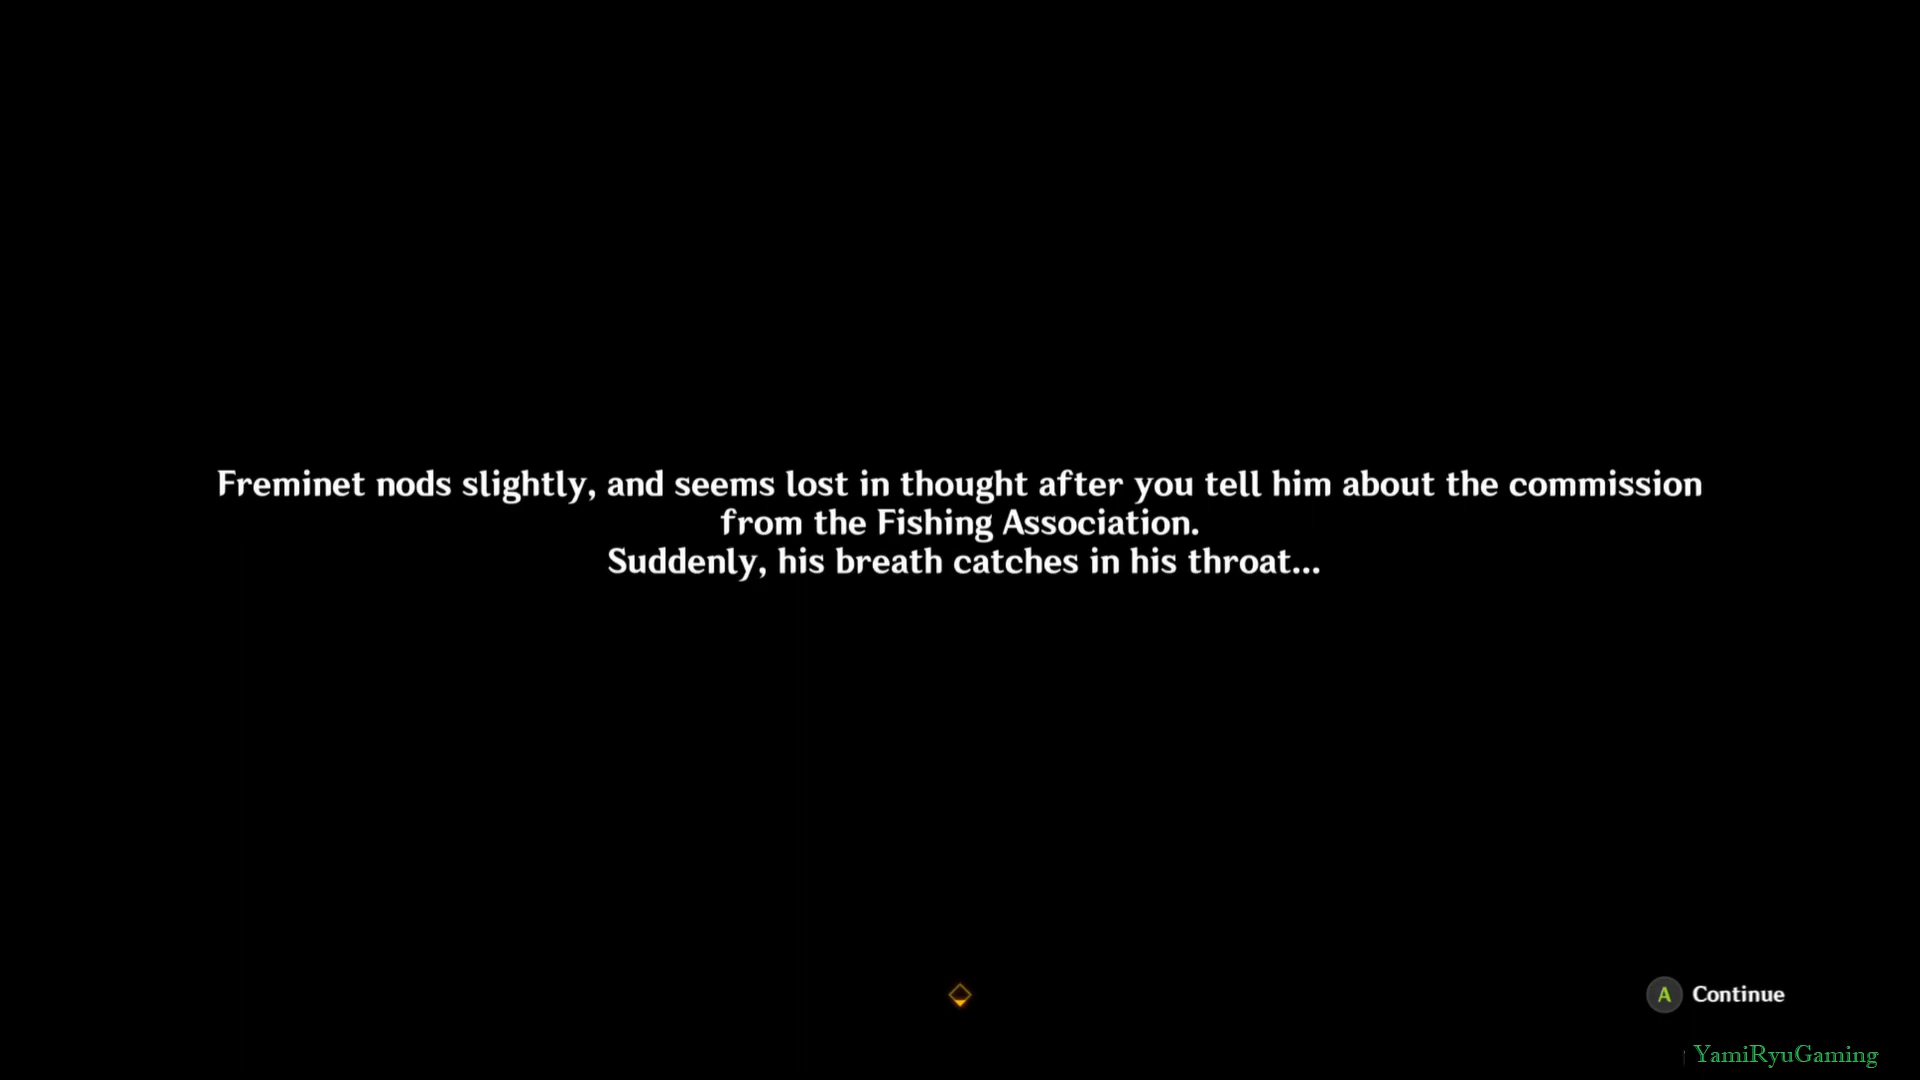 Freminet nods slightly, and seems lost in thought after you tell him about the commission
from the Fishing Association.
Suddenly, his breath catches in his throat...
A Continue
YamiRyuGaming